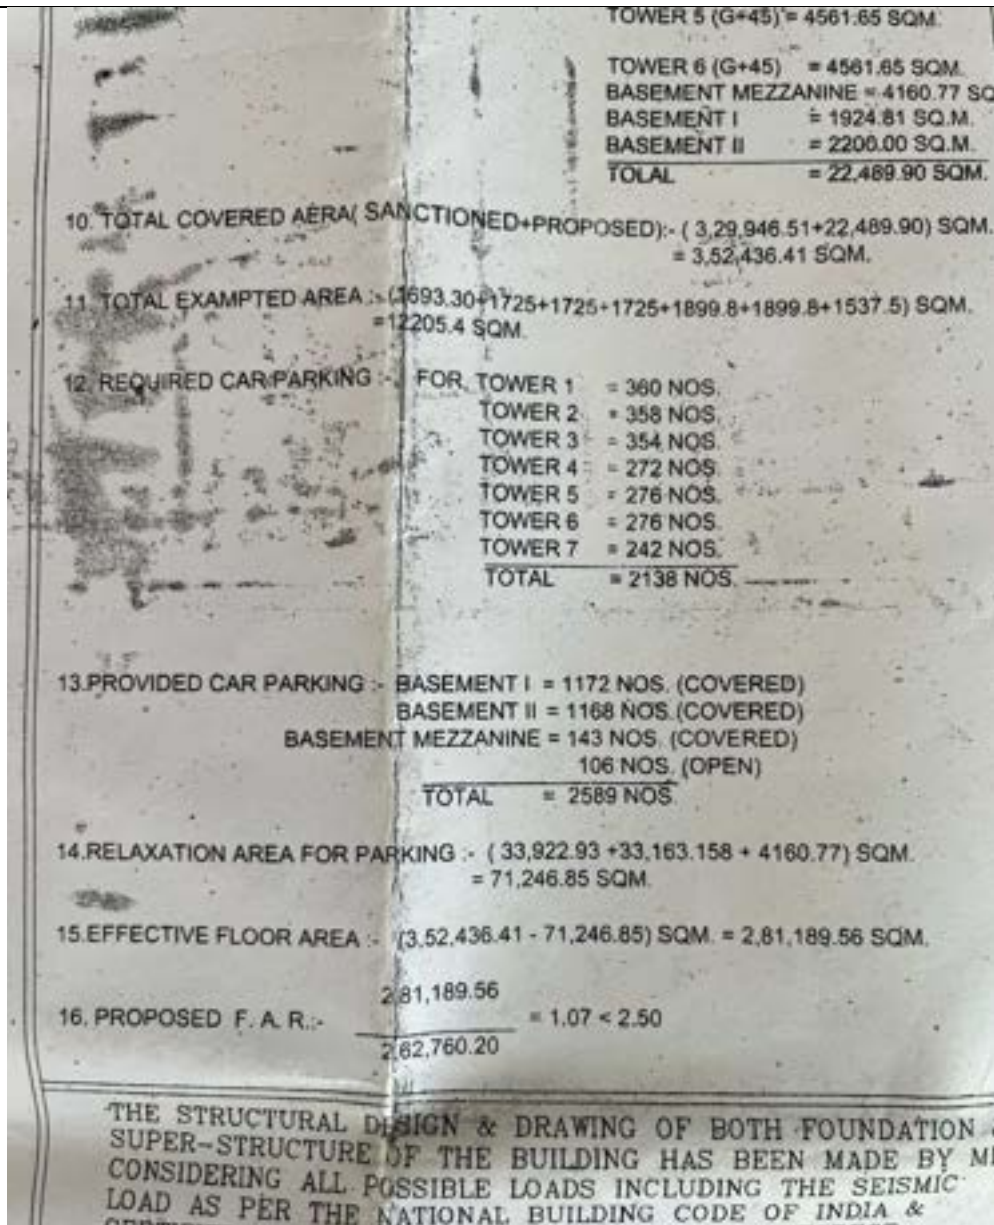 TOWER 5 (G+45) = 4561.65 SQM.
TOWER 6 (G+45) = 4561.65 SQM.
BASEMENT MEZZANINE = 4160.77 SQ
BASEMENT I = 1924.81 SQ.M.
BASEMENT II = 2200.00 SQ.M.
TOLAL = 22,489.90 SQM.
10. TOTAL COVERED AERA( SANCTIONED+PROPOSED):- ( 3,29,946.51+22,489.90) SQM.
= 3,52,436.41 SQM.
11. TOTAL EXAMPTED AREA :- (1693.30+1725+1725+1725+1899.8+1899.8+1537.5) SQM.
=12205.4 SQM.
12. REQUIRED CAR PARKING :- FOR, TOWER 1 = 360 NOS.
TOWER 2 = 358 NOS.
TOWER 3 = 354 NOS.
TOWER 4 = 272 NOS.
TOWER 5 = 276 NOS.
TOWER 6 = 276 NOS.
TOWER 7 = 242 NOS.
TOTAL = 2138 NOS.
13.PROVIDED CAR PARKING :- BASEMENT I = 1172 NOS. (COVERED)
BASEMENT II = 1168 NOS.(COVERED)
BASEMENT MEZZANINE = 143 NOS. (COVERED)
106 NOS. (OPEN)
TOTAL = 2589 NOS.
14.RELAXATION AREA FOR PARKING :- ( 33,922.93 +33,163.158 + 4160.77) SQM.
= 71,246.85 SQM.
15.EFFECTIVE FLOOR AREA :- (3,52,436.41 - 71,246.85) SQM. = 2,81,189.56 SQM.
2,81,189.56
16. PROPOSED F. A. R.:- = 1.07 < 2.50
2,62,760.20
THE STRUCTURAL DESIGN & DRAWING OF BOTH FOUNDATION
SUPER-STRUCTURE OF THE BUILDING HAS BEEN MADE BY M
CONSIDERING ALL POSSIBLE LOADS INCLUDING THE SEISMIC
LOAD AS PER THE NATIONAL BUILDING CODE OF INDIA &